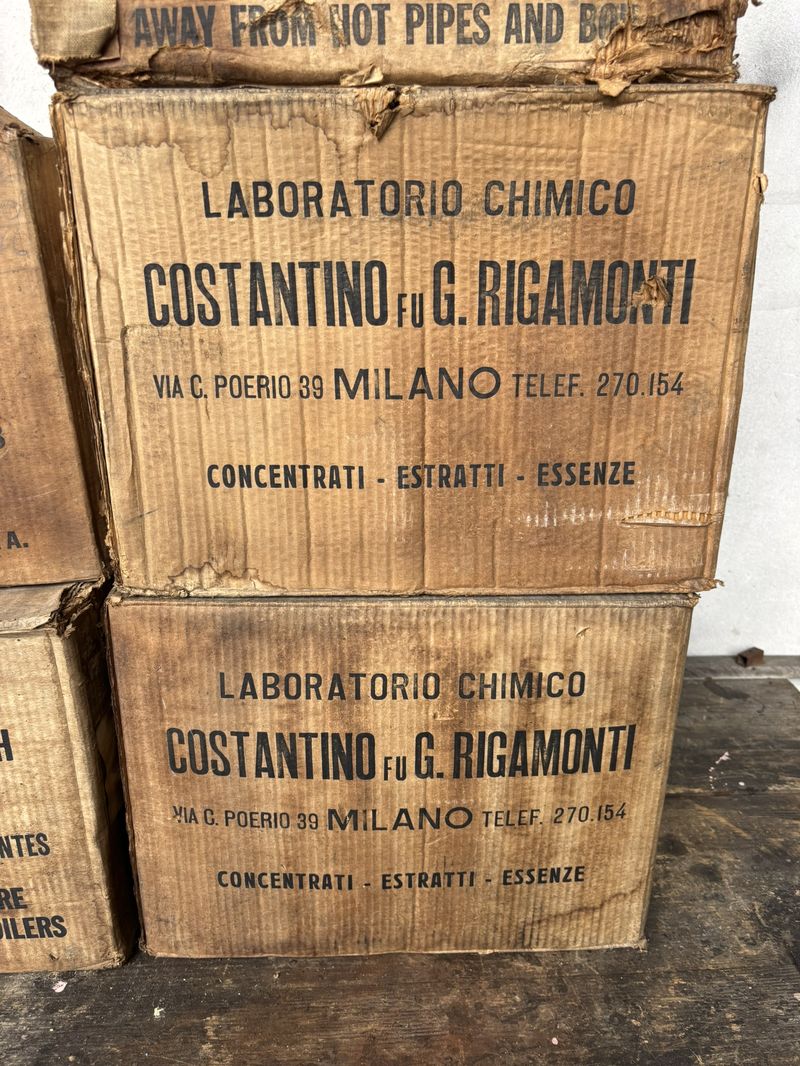 AWAY FROM HOT PIPES AND
LABORATORIO CHIMICO
COSTANTINO FU G. RIGAMONTI
VIA C. POERIO 39 MILANO TELEF. 270.154
CONCENTRATI - ESTRATTI - ESSENZE
LABORATORIO CHIMICO
COSTANTINO FU G. RIGAMONTI
VIA C. POERIO 39 MILANO TELEF. 270.154
CONCENTRATI - ESTRATTI - ESSENZE
A.
H
NTES
RE
OILERS